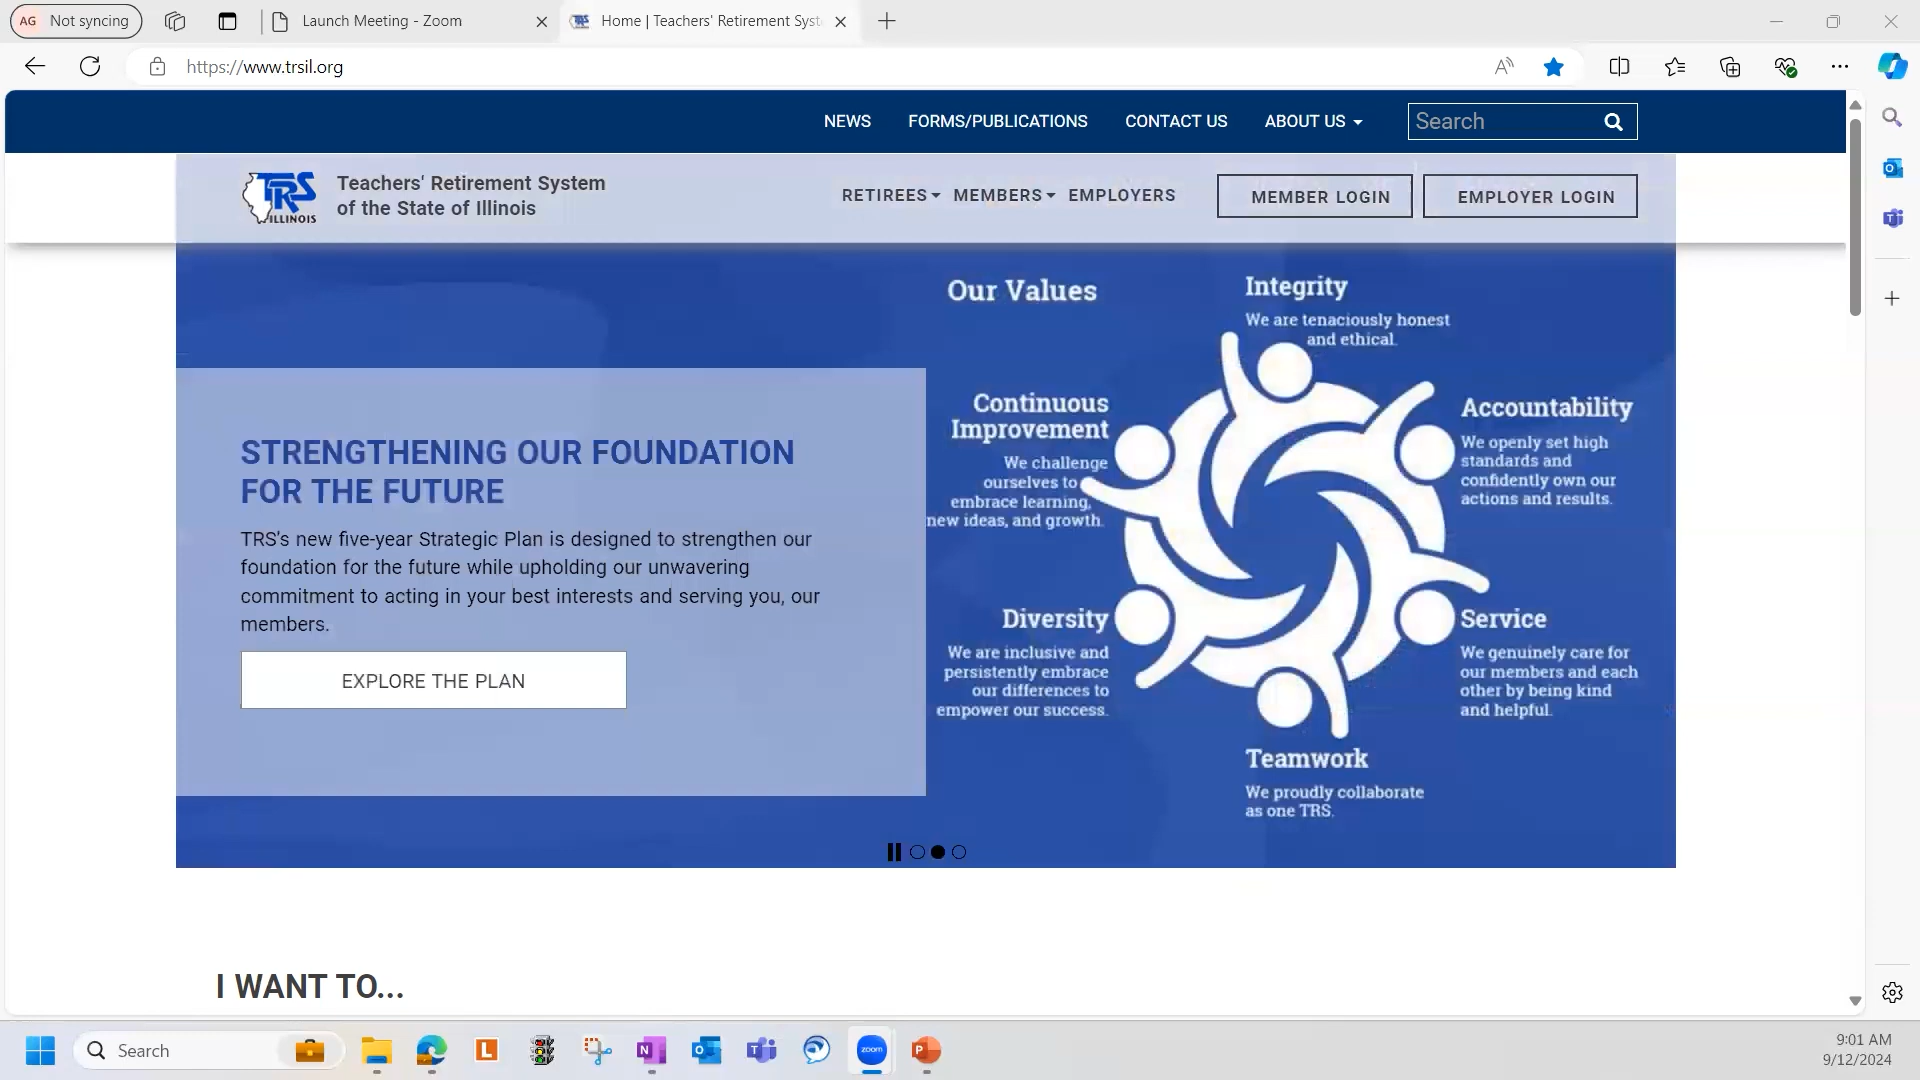 AG Not syncing
Launch Meeting - Zoom
Home | Teachers' Retirement Syst
https://www.trsil.org
NEWS
FORMS/PUBLICATIONS
CONTACT US
ABOUT US
Search
TRS
ILLINOIS
Teachers' Retirement System
of the State of Illinois
RETIREES
MEMBERS
EMPLOYERS
MEMBER LOGIN
EMPLOYER LOGIN
STRENGTHENING OUR FOUNDATION
FOR THE FUTURE
TRS's new five-year Strategic Plan is designed to strengthen our
foundation for the future while upholding our unwavering
commitment to acting in your best interests and serving you, our
members.
EXPLORE THE PLAN
Our Values
Integrity
We are tenaciously honest
and ethical.
Continuous
Improvement
We challenge
ourselves to
embrace learning,
new ideas, and growth.
Accountability
We openly set high
standards and
confidently own our
actions and results.
Diversity
We are inclusive and
persistently embrace
our differences to
empower our success.
Service
We genuinely care for
our members and each
other by being kind
and helpful.
Teamwork
We proudly collaborate
as one TRS.
I WANT TO...
Search
L
zoom
9:01 AM
9/12/2024